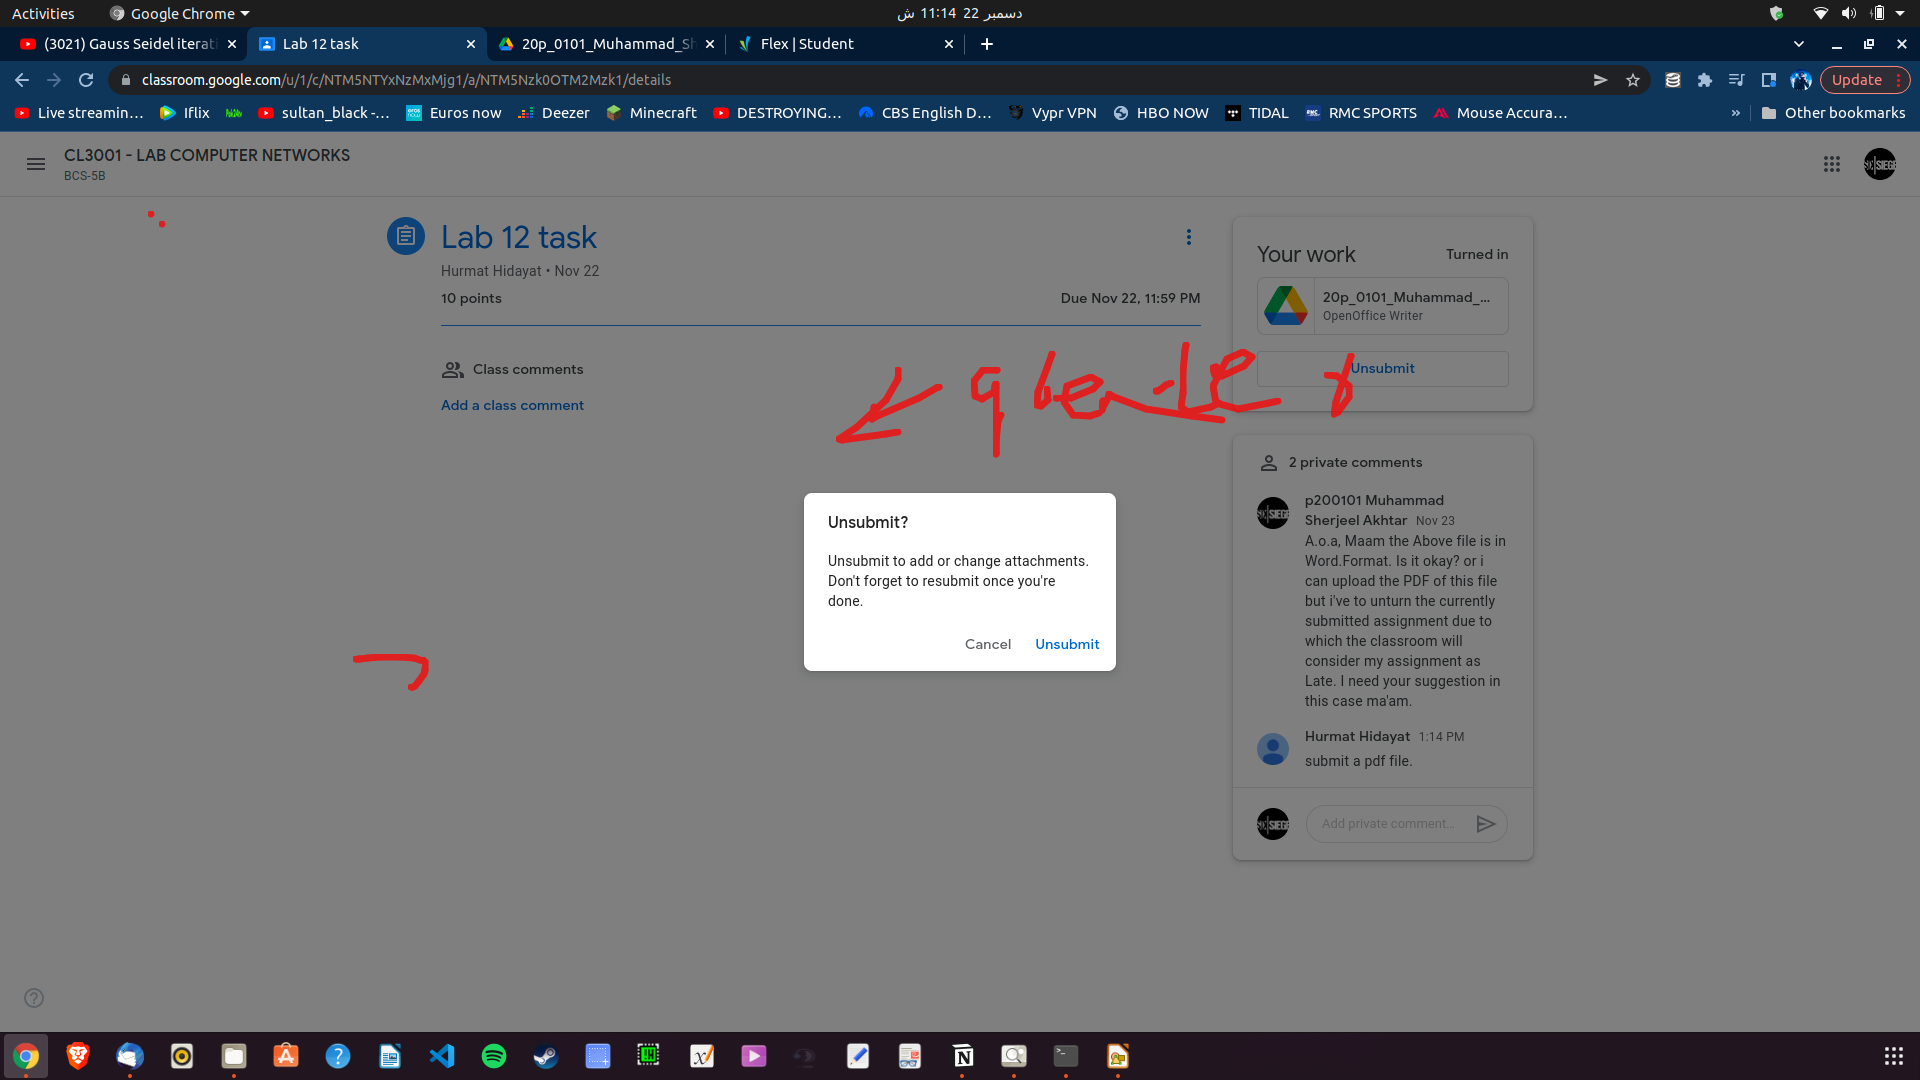 Activities
Google Chrome
دسمبر 22 11:14 ش
(3021) Gauss Seidel iterati
Lab 12 task
20p_0101_Muhammad_Sh
Flex | Student
classroom.google.com/u/1/c/NTM5NTYxNzMxMjg1/a/NTM5Nzk0OTM2Mzk1/details
Update
Live streamin...
Iflix
sultan_black -...
Euros now
Deezer
Minecraft
DESTROYING...
CBS English D...
Vypr VPN
HBO NOW
TIDAL
RMC SPORTS
Mouse Accura...
»
Other bookmarks
CL3001 - LAB COMPUTER NETWORKS
BCS-5B
Lab 12 task
Hurmat Hidayat • Nov 22
10 points
Due Nov 22, 11:59 PM
Class comments
Add a class comment
Your work
Turned in
20p_0101_Muhammad_...
OpenOffice Writer
Unsubmit
2 private comments
p200101 Muhammad
Sherjeel Akhtar Nov 23
A.o.a, Maam the Above file is in
Word.Format. Is it okay? or i
can upload the PDF of this file
but i've to unturn the currently
submitted assignment due to
which the classroom will
consider my assignment as
Late. I need your suggestion in
this case ma'am.
Hurmat Hidayat 1:14 PM
submit a pdf file.
Add private comment...
Unsubmit?
Unsubmit to add or change attachments.
Don't forget to resubmit once you're
done.
Cancel
Unsubmit